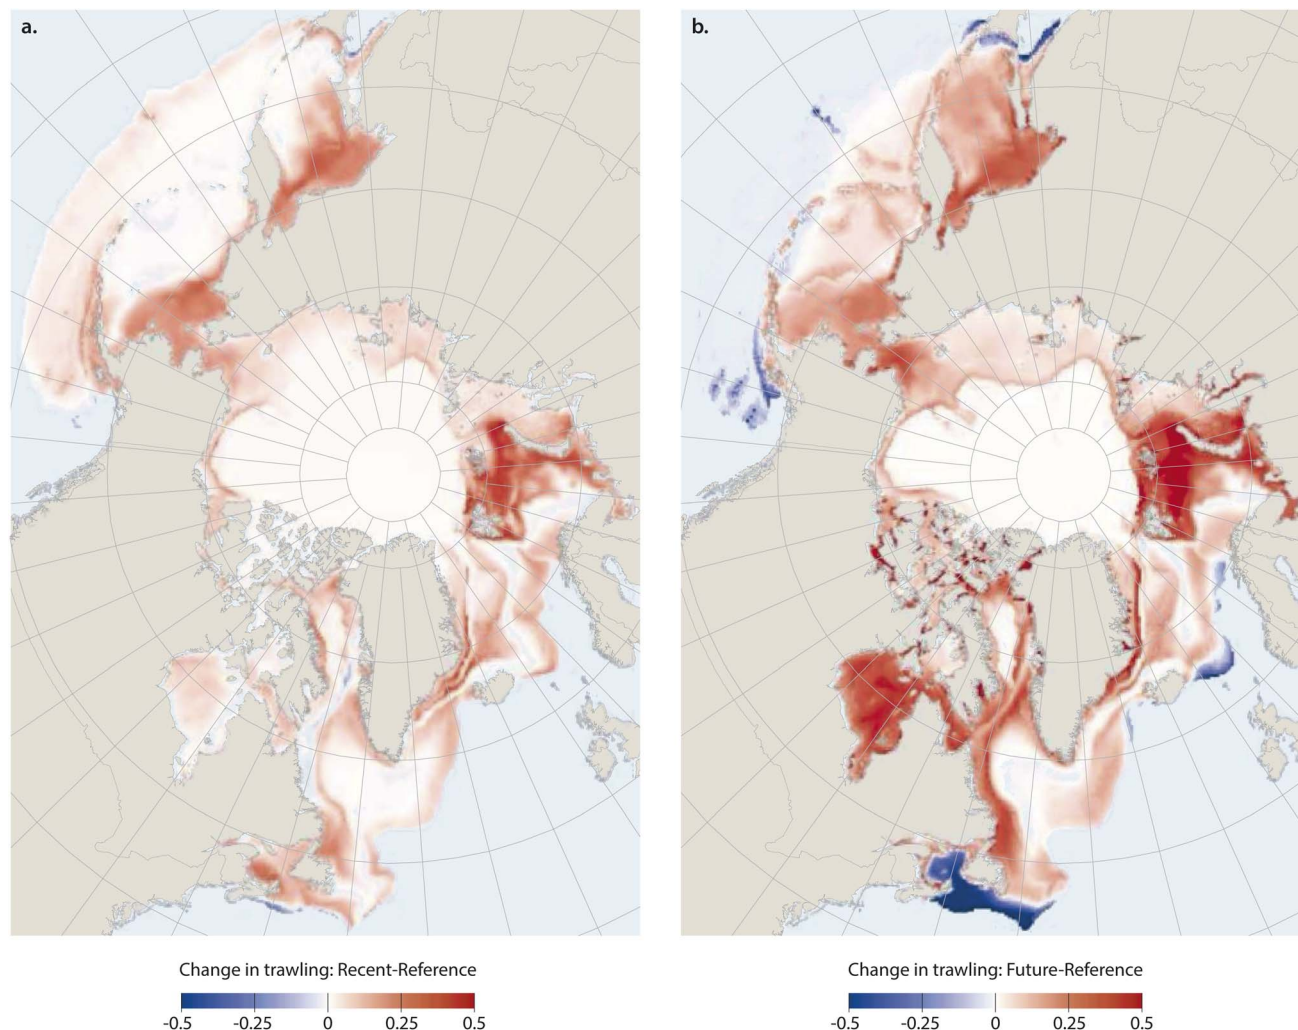 a.
b.
Change in trawling: Recent-Reference
-0.5 -0.25 0 0.25 0.5
Change in trawling: Future-Reference
-0.5 -0.25 0 0.25 0.5